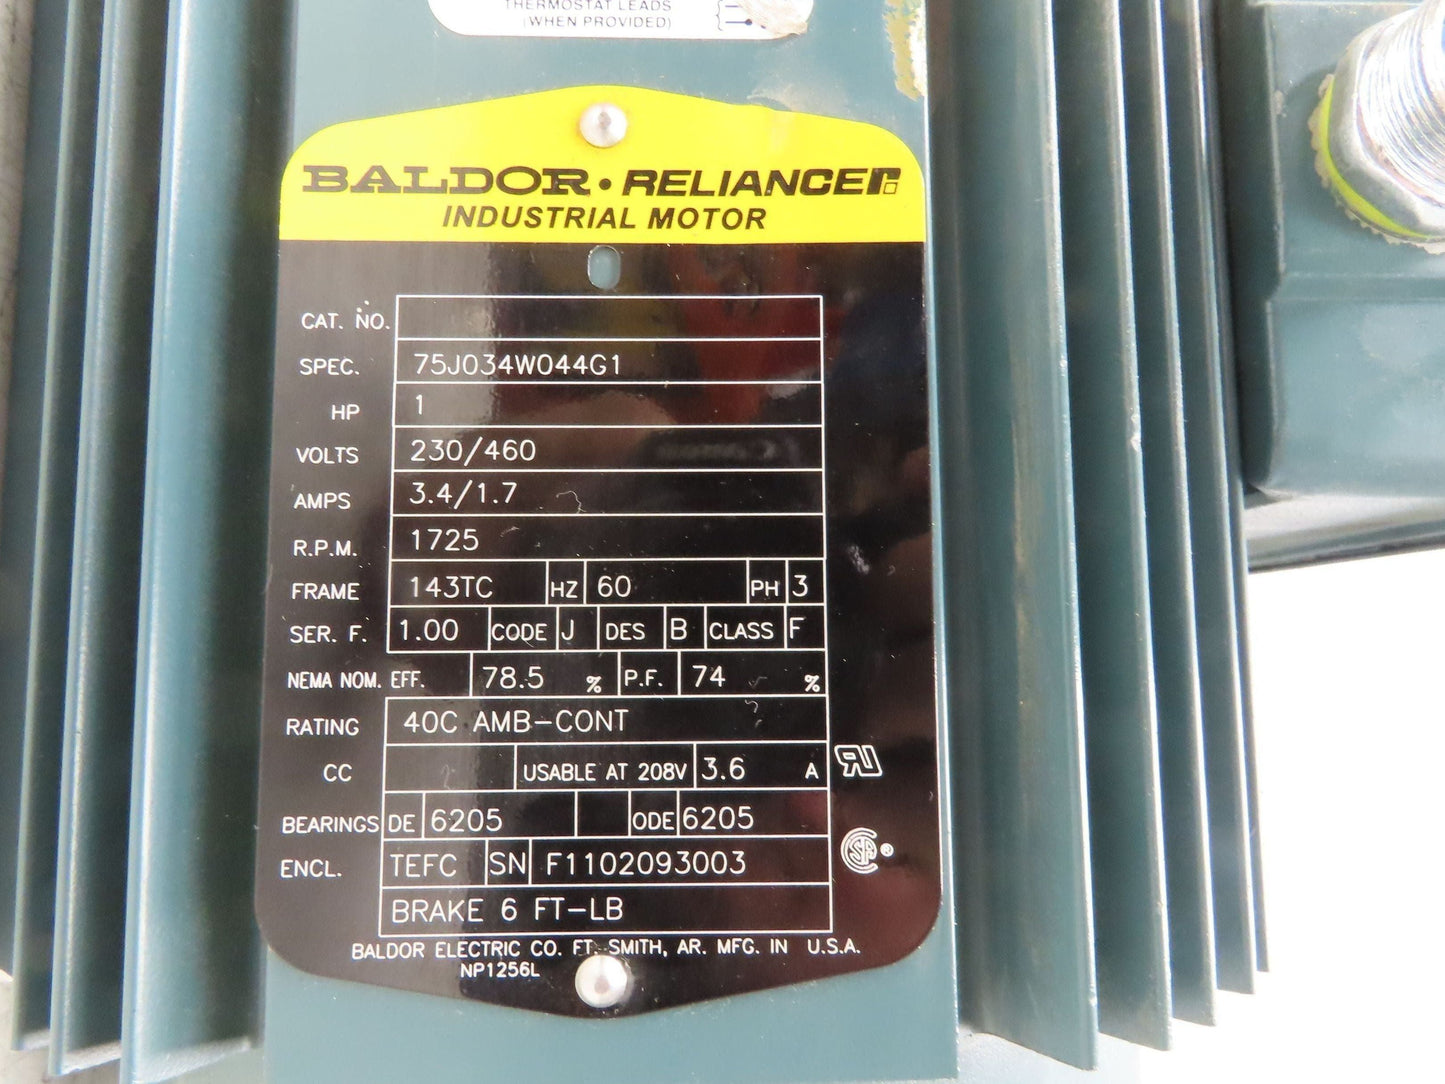 THERMOSTAT LEADS
(WHEN PROVIDED)
BALDOR • RELIANCER
INDUSTRIAL MOTOR
CAT. NO.
SPEC. 75J034W044G1
HP 1
VOLTS 230/460
AMPS 3.4/1.7
R.P.M. 1725
FRAME 143TC HZ 60 PH 3
SER. F. 1.00 CODE J DES B CLASS F
NEMA NOM. EFF. 78.5 % P.F. 74 %
RATING 40C AMB-CONT
CC USABLE AT 208V 3.6 A
BEARINGS DE 6205 ODE 6205
ENCL. TEFC SN F1102093003
BRAKE 6 FT-LB
BALDOR ELECTRIC CO. FT. SMITH, AR. MFG. IN U.S.A.
NP1256L
RU
CSA ®